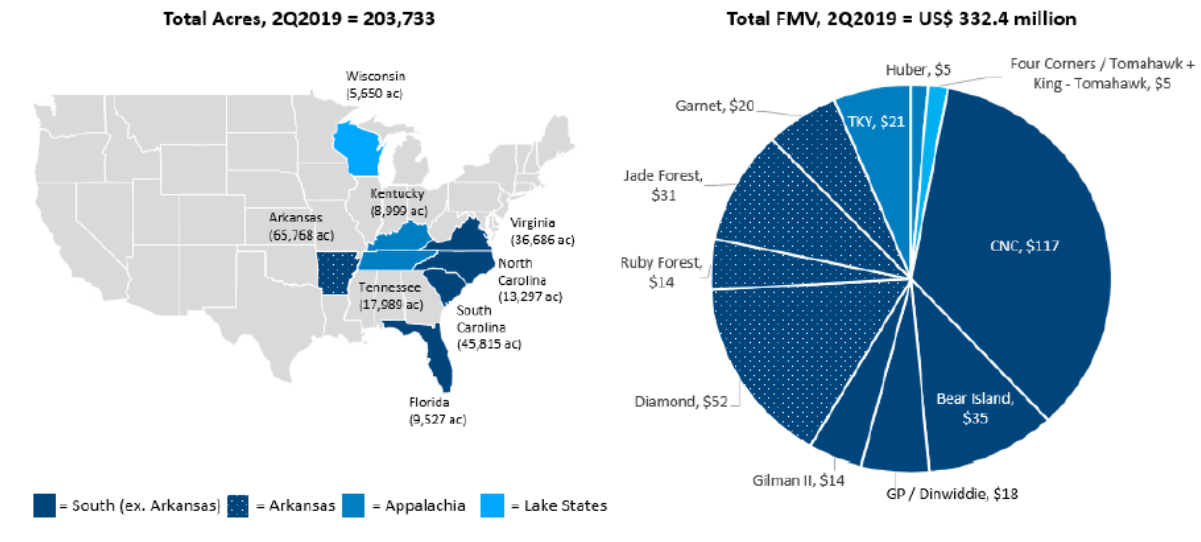 Total Acres, 2Q2019 = 203,733
Wisconsin
(5,650 ac)
Kentucky
(8,999 ac)
Arkansas
(65,768 ac)
Virginia
(36,686 ac)
North
Carolina
(13,297 ac)
Tennessee
(17,989 ac)
South
Carolina
(45,815 ac)
Florida
(9,527 ac)
= South (ex. Arkansas)
= Arkansas
= Appalachia
= Lake States
Total FMV, 2Q2019 = US$ 332.4 million
Huber, $5
Four Corners / Tomahawk +
King - Tomahawk, $5
Garnet, $20
TKY, $21
Jade Forest,
$31
CNC, $117
Ruby Forest,
$14
Diamond, $52
Bear Island,
$35
Gilman II, $14
GP / Dinwiddie, $18